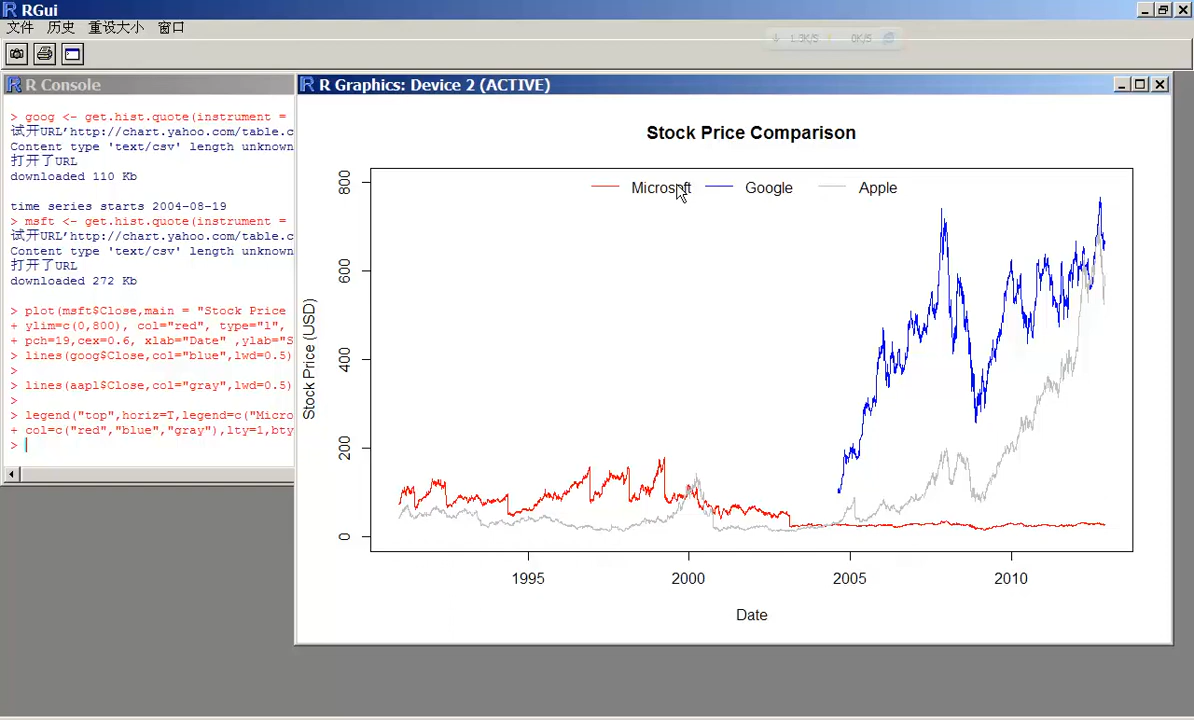 RGui
文件 历史 重设大小 窗口
1.3K/S 0K/S
R Console
> goog <- get.hist.quote(instrument =
试开URL’http://chart.yahoo.com/table.c
Content type 'text/csv' length unknown
打开了URL
downloaded 110 Kb
time series starts 2004-08-19
> msft <- get.hist.quote(instrument =
试开URL’http://chart.yahoo.com/table.c
Content type 'text/csv' length unknown
打开了URL
downloaded 272 Kb
> plot(msft$Close,main = "Stock Price
+ ylim=c(0,800), col="red", type="l",
+ pch=19,cex=0.6, xlab="Date" ,ylab="S
> lines(goog$Close,col="blue",lwd=0.5)
>
> lines(aapl$Close,col="gray",lwd=0.5)
>
> legend("top",horiz=T,legend=c("Micro
+ col=c("red","blue","gray"),lty=1,bty
>
R Graphics: Device 2 (ACTIVE)
Stock Price Comparison
Microsoft Google Apple
800
600
400
200
0
Stock Price (USD)
1995 2000 2005 2010
Date